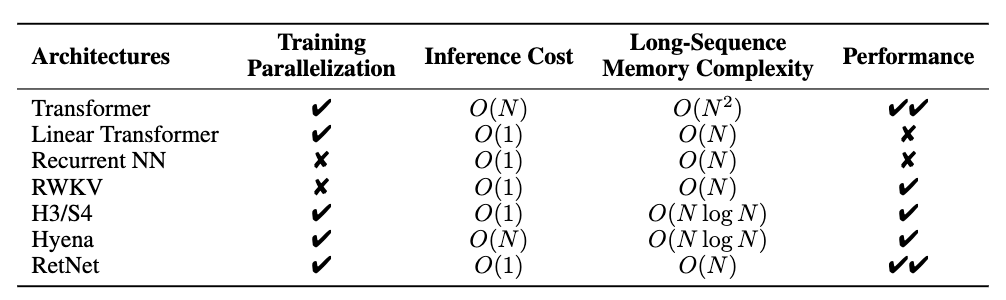 Architectures Training Parallelization Inference Cost Long-Sequence Memory Complexity Performance
Transformer ✔ O(N) O(N²) ✔✔
Linear Transformer ✔ O(1) O(N) ✘
Recurrent NN ✘ O(1) O(N) ✘
RWKV ✘ O(1) O(N) ✔
H3/S4 ✔ O(1) O(N log N) ✔
Hyena ✔ O(N) O(N log N) ✔
RetNet ✔ O(1) O(N) ✔✔